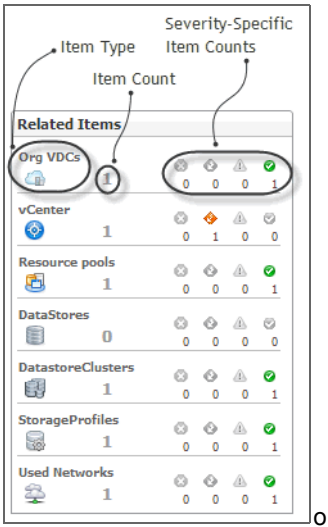 Severity-Specific
Item Type Item Counts
Item Count
Related Items
Org VDCs
1 0 0 0 1
vCenter
1 0 1 0 0
Resource pools
1 0 0 0 1
DataStores
0 0 0 0 0
DatastoreClusters
1 0 0 0 1
StorageProfiles
1 0 0 0 1
Used Networks
1 0 0 0 1
o